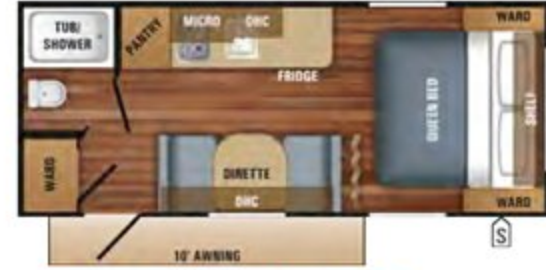 TUB/
SHOWER
PANTRY
MICRO
OHC
WARD
FRIDGE
QUEEN BED
SHELF
WARD
DINETTE
OHC
WARD
10' AWNING
S